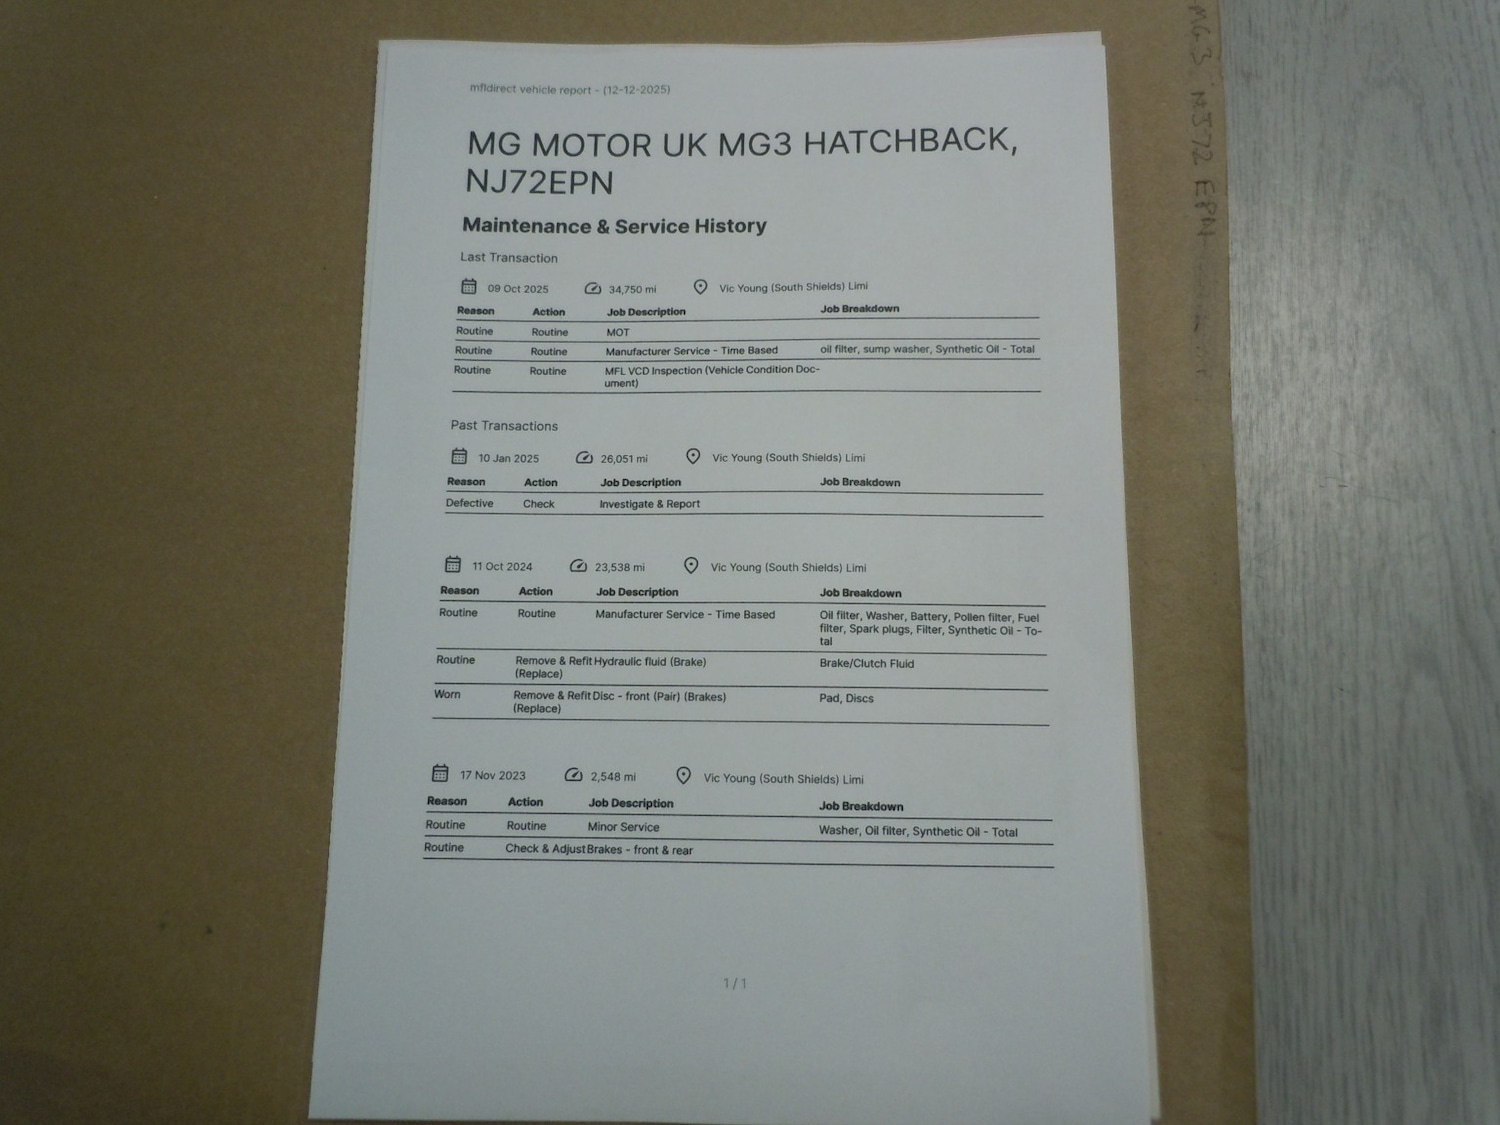 mfldirect vehicle report - (12-12-2025)
MG MOTOR UK MG3 HATCHBACK,
NJ72EPN
Maintenance & Service History
Last Transaction
09 Oct 2025 34,750 mi Vic Young (South Shields) Limi
Reason Action Job Description Job Breakdown
Routine Routine MOT
Routine Routine Manufacturer Service - Time Based oil filter, sump washer, Synthetic Oil - Total
Routine Routine MFL VCD Inspection (Vehicle Condition Doc-
ument)
Past Transactions
10 Jan 2025 26,051 mi Vic Young (South Shields) Limi
Reason Action Job Description Job Breakdown
Defective Check Investigate & Report
11 Oct 2024 23,538 mi Vic Young (South Shields) Limi
Reason Action Job Description Job Breakdown
Routine Routine Manufacturer Service - Time Based Oil filter, Washer, Battery, Pollen filter, Fuel
filter, Spark plugs, Filter, Synthetic Oil - To-
tal
Routine Remove & Refit Hydraulic fluid (Brake) Brake/Clutch Fluid
(Replace)
Worn Remove & Refit Disc - front (Pair) (Brakes) Pad, Discs
(Replace)
17 Nov 2023 2,548 mi Vic Young (South Shields) Limi
Reason Action Job Description Job Breakdown
Routine Routine Minor Service Washer, Oil filter, Synthetic Oil - Total
Routine Check & Adjust Brakes - front & rear
1 / 1
MG3 NJ72 EPN